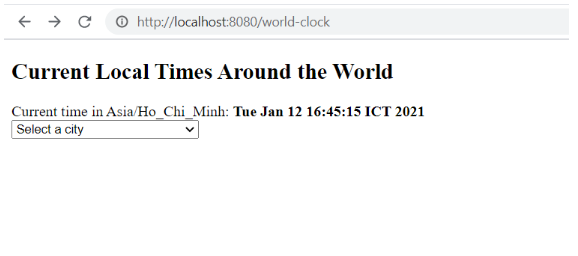 http://localhost:8080/world-clock
Current Local Times Around the World
Current time in Asia/Ho_Chi_Minh: Tue Jan 12 16:45:15 ICT 2021
Select a city